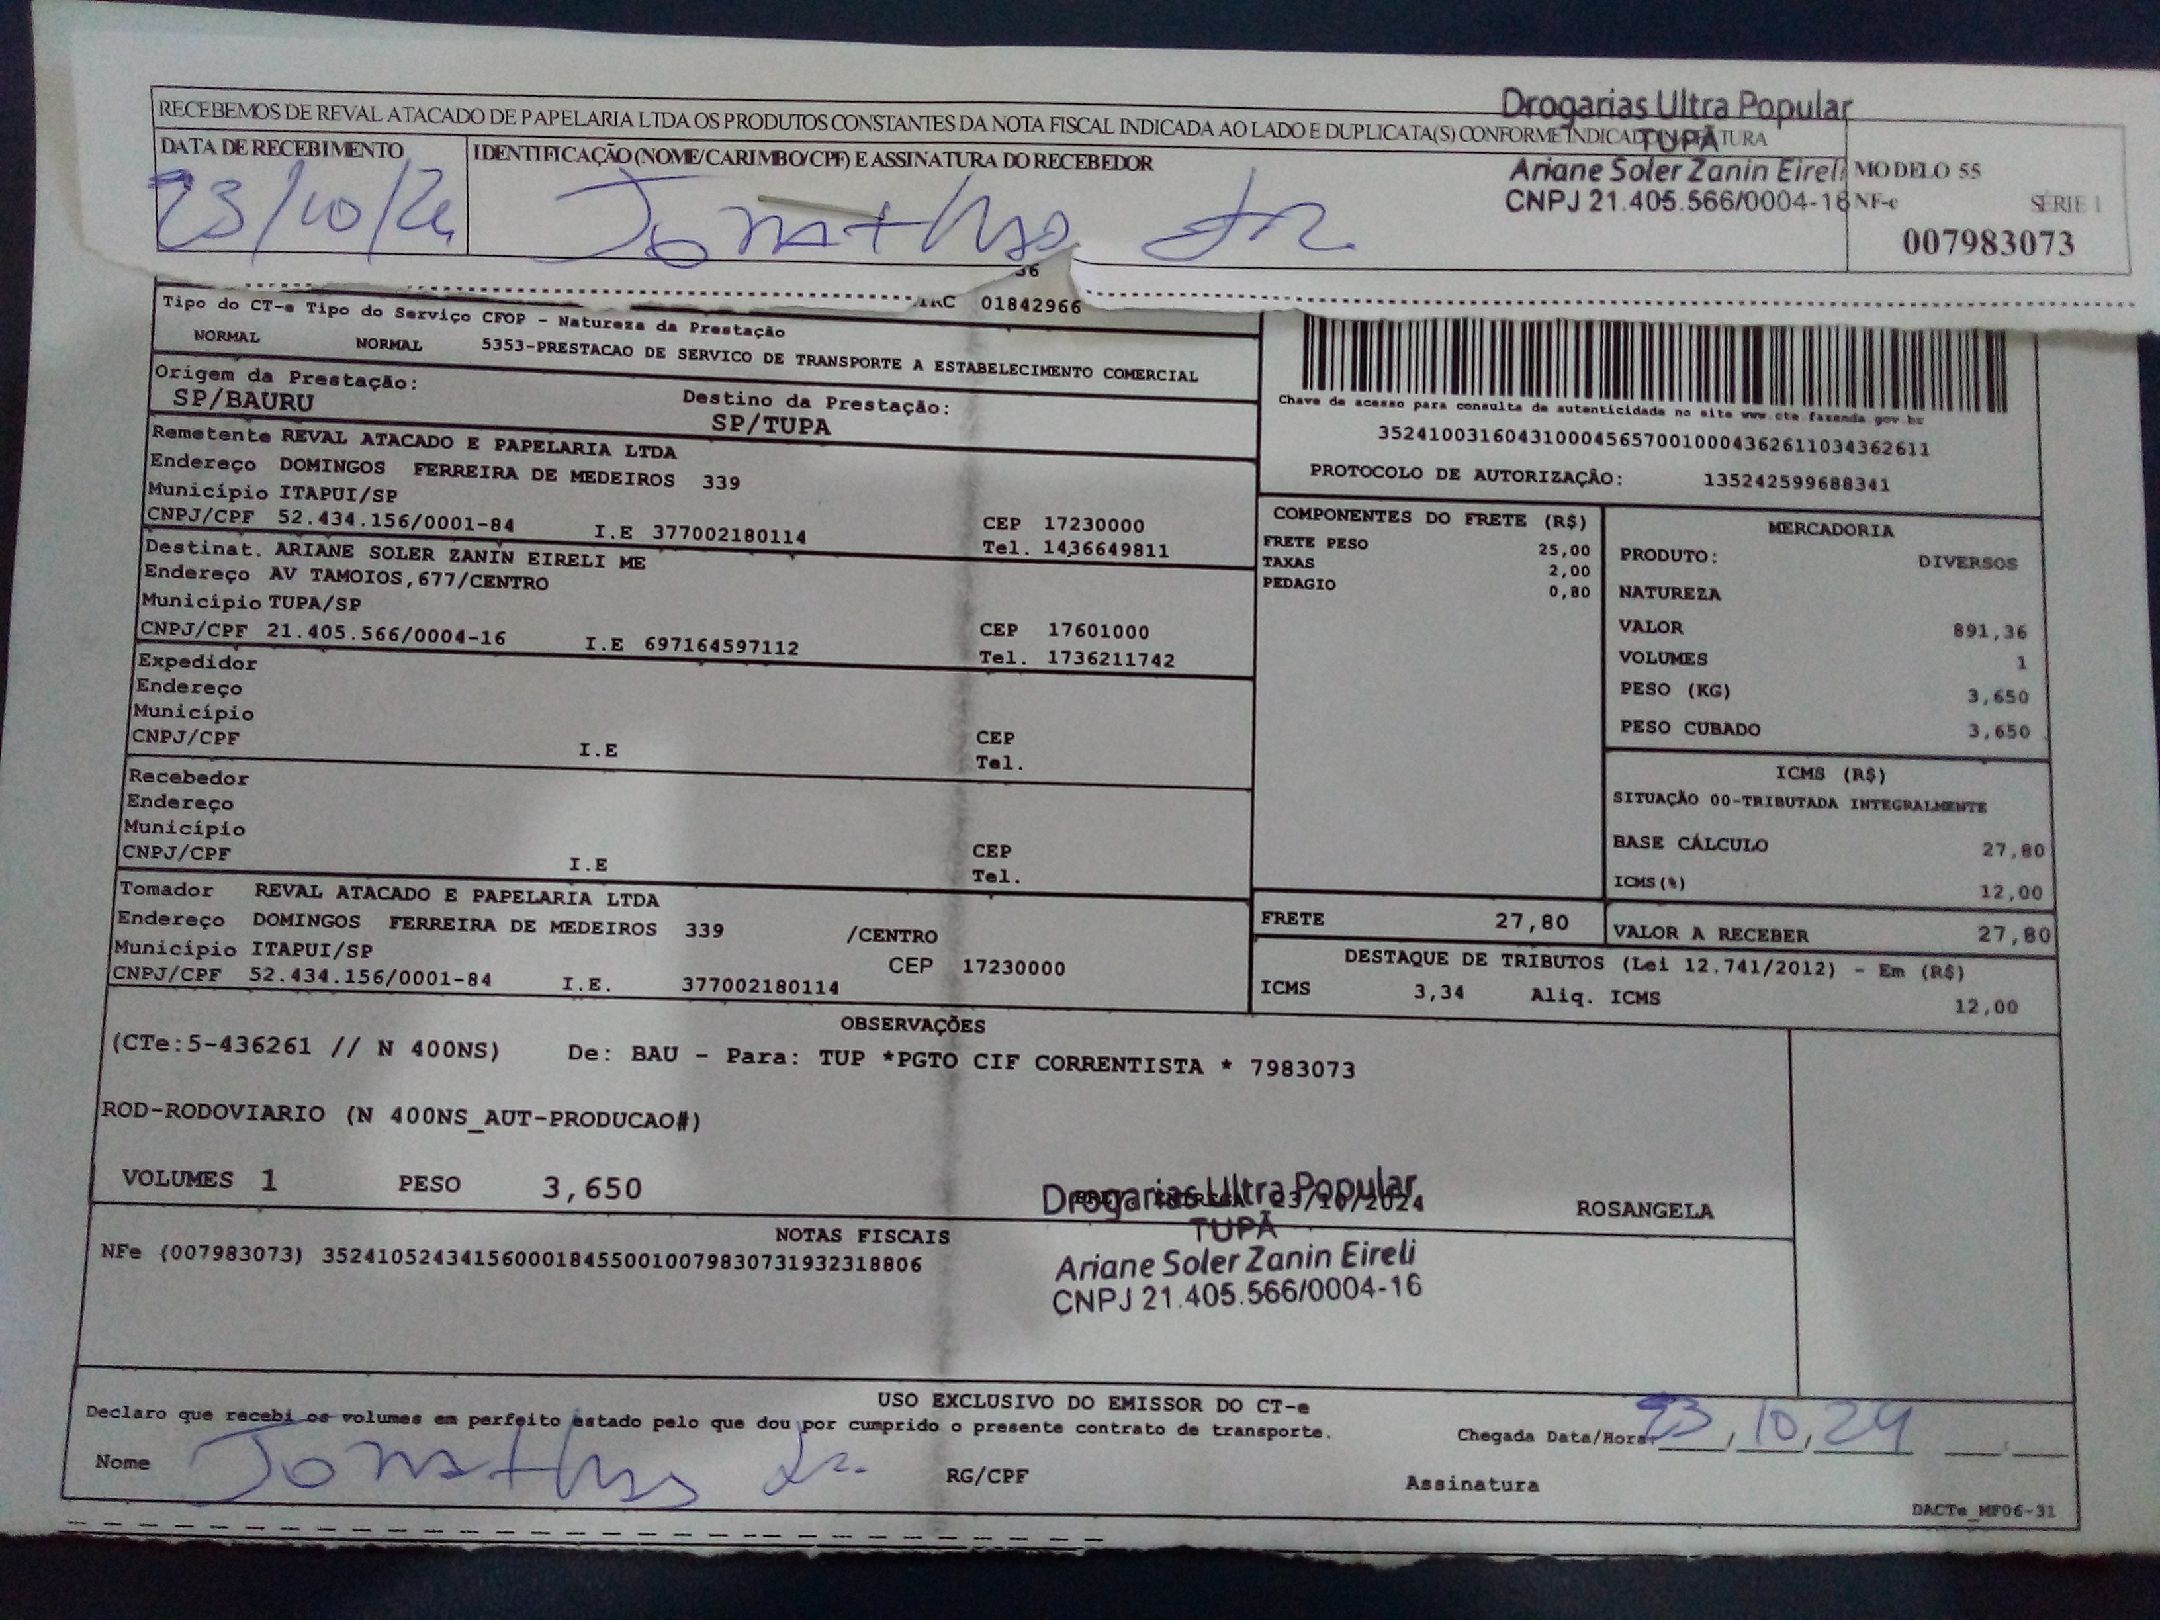 Drogarias Ultra Popular
TUPÃ
Ariane Soler Zanin Eireli
CNPJ 21.405.566/0004-16
RECEBEMOS DE REVAL ATACADO DE PAPELARIA LTDA OS PRODUTOS CONSTANTES DA NOTA FISCAL INDICADA AO LADO E DUPLICATA(S) CONFORME
DATA DE RECEBIMENTO
IDENTIFICAÇÃO (NOME/CARIMBO/CPF) E ASSINATURA DO RECEBEDOR
MODELO 55
NF-e SÉRIE 1
007983073
23/10/24
01842966
Tipo do CT-e Tipo do Serviço CFOP - Natureza da Prestação
NORMAL NORMAL 5353-PRESTACAO DE SERVICO DE TRANSPORTE A ESTABELECIMENTO COMERCIAL
Origem da Prestação: Destino da Prestação:
SP/BAURU SP/TUPA
Remetente REVAL ATACADO E PAPELARIA LTDA
Endereço DOMINGOS FERREIRA DE MEDEIROS 339
Município ITAPUI/SP CEP 17230000
CNPJ/CPF 52.434.156/0001-84 I.E 377002180114 Tel. 1436649811
Destinat. ARIANE SOLER ZANIN EIRELI ME
Endereço AV TAMOIOS,677/CENTRO
Município TUPA/SP CEP 17601000
CNPJ/CPF 21.405.566/0004-16 I.E 697164597112 Tel. 1736211742
Expedidor
Endereço
Município CEP
CNPJ/CPF I.E Tel.
Recebedor
Endereço
Município CEP
CNPJ/CPF I.E Tel.
Tomador REVAL ATACADO E PAPELARIA LTDA
Endereço DOMINGOS FERREIRA DE MEDEIROS 339 /CENTRO
Município ITAPUI/SP CEP 17230000
CNPJ/CPF 52.434.156/0001-84 I.E. 377002180114
Chave de acesso para consulta de autenticidade no site www.cte.fazenda.gov.br
35241003160431000456570010004362611034362611
PROTOCOLO DE AUTORIZAÇÃO: 135242599688341
COMPONENTES DO FRETE (R$)
FRETE PESO 25,00
TAXAS 2,00
PEDAGIO 0,80
FRETE 27,80
MERCADORIA
PRODUTO: DIVERSOS
NATUREZA
VALOR 891,36
VOLUMES 1
PESO (KG) 3,650
PESO CUBADO 3,650
ICMS (R$)
SITUAÇÃO 00-TRIBUTADA INTEGRALMENTE
BASE CÁLCULO 27,80
ICMS(%) 12,00
VALOR A RECEBER 27,80
DESTAQUE DE TRIBUTOS (Lei 12.741/2012) - Em (R$)
ICMS 3,34 Aliq. ICMS 12,00
OBSERVAÇÕES
(CTe:5-436261 // N 400NS) De: BAU - Para: TUP *PGTO CIF CORRENTISTA * 7983073
ROD-RODOVIARIO (N 400NS_AUT-PRODUCAO#)
VOLUMES 1 PESO 3,650 23/10/2024 ROSANGELA
Drogarias Ultra Popular
TUPÃ
Ariane Soler Zanin Eireli
CNPJ 21.405.566/0004-16
NOTAS FISCAIS
NFe (007983073) 35241052434156000184550010079830731932318806
USO EXCLUSIVO DO EMISSOR DO CT-e
Declaro que recebi os volumes em perfeito estado pelo que dou por cumprido o presente contrato de transporte.
Chegada Data/Hora: 23,10,24
Nome RG/CPF Assinatura
DACTe_MF06-31